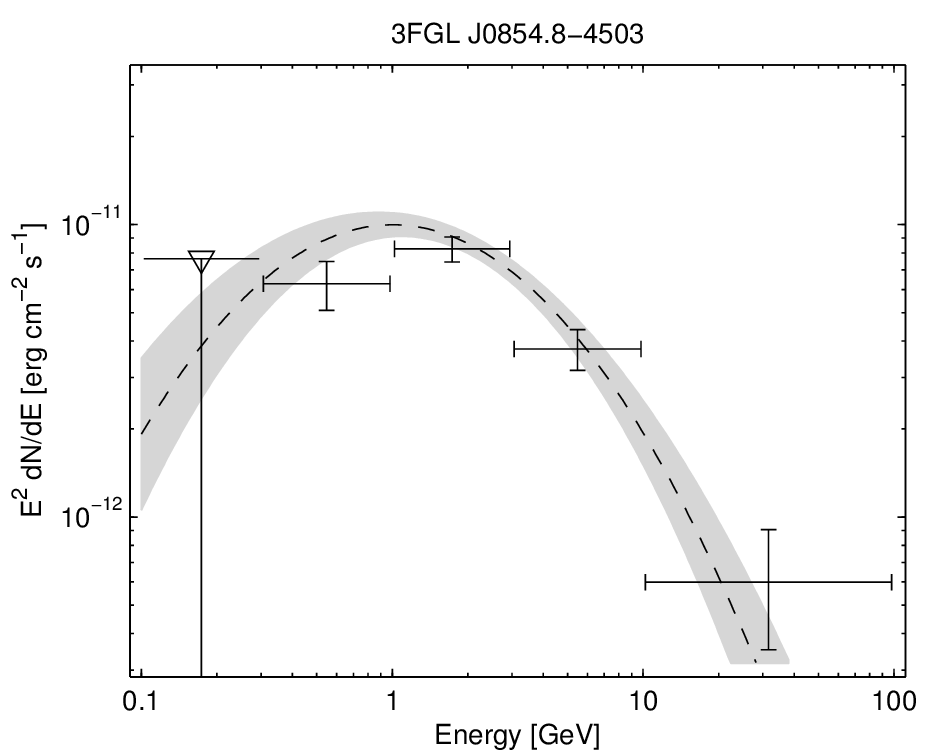 3FGL J0854.8−4503
10⁻¹¹
10⁻¹²
E² dN/dE [erg cm⁻² s⁻¹]
0.1 1 10 100
Energy [GeV]